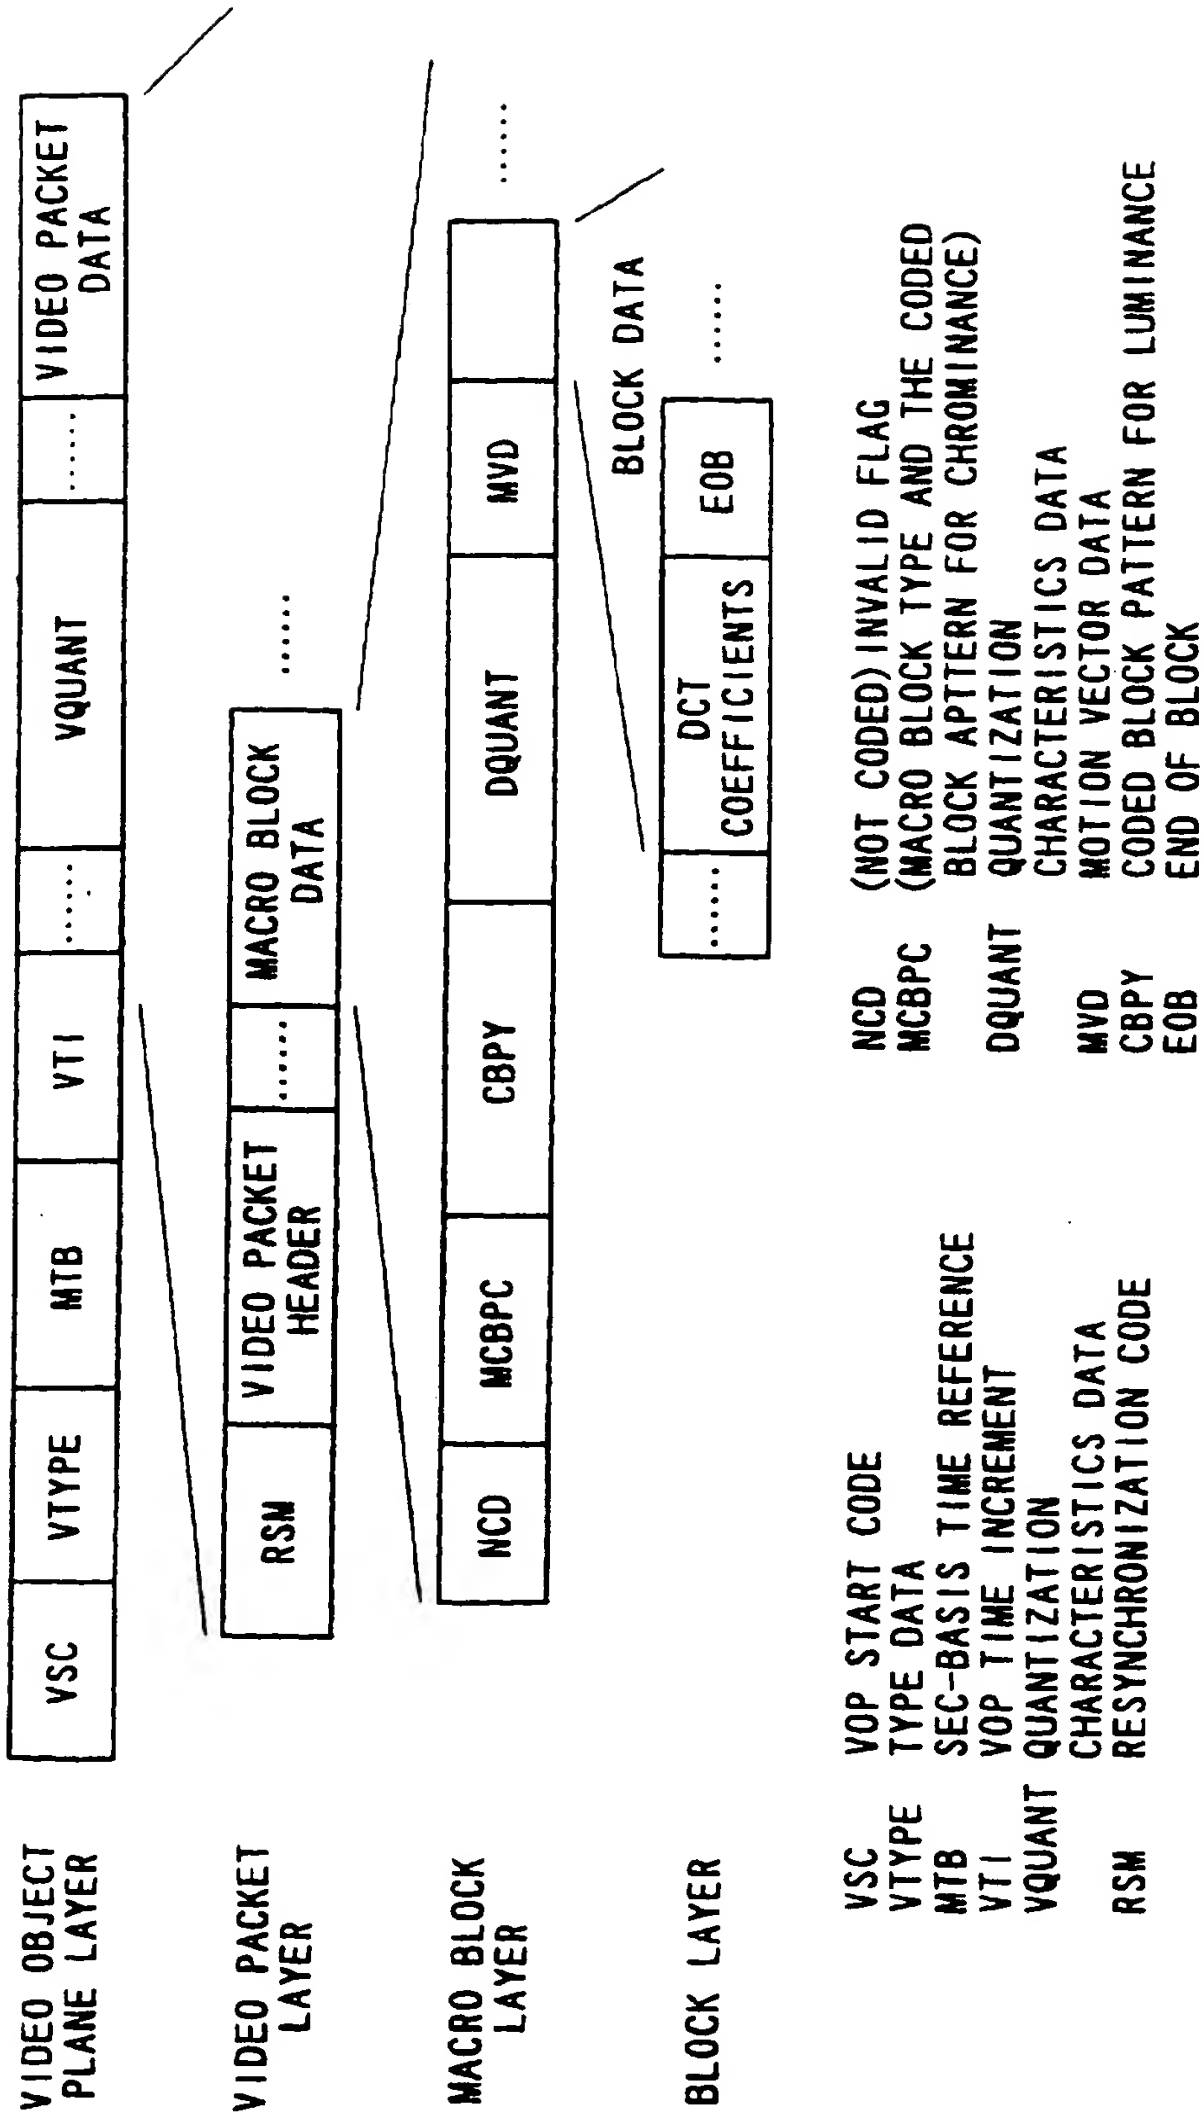 VIDEO OBJECT
PLANE LAYER
VSC
VTYPE
MTB
VTI
......
VQUANT
......
VIDEO PACKET
DATA
VIDEO PACKET
LAYER
RSM
VIDEO PACKET
HEADER
......
MACRO BLOCK
DATA
......
MACRO BLOCK
LAYER
NCD
MCBPC
CBPY
DQUANT
MVD
......
BLOCK DATA
BLOCK LAYER
......
DCT
COEFFICIENTS
EOB
......
VSC VOP START CODE
VTYPE TYPE DATA
MTB SEC-BASIS TIME REFERENCE
VTI VOP TIME INCREMENT
VQUANT QUANTIZATION
CHARACTERISTICS DATA
RSM RESYNCHRONIZATION CODE
NCD (NOT CODED) INVALID FLAG
MCBPC (MACRO BLOCK TYPE AND THE CODED
BLOCK APTTERN FOR CHROMINANCE)
DQUANT QUANTIZATION
CHARACTERISTICS DATA
MVD MOTION VECTOR DATA
CBPY CODED BLOCK PATTERN FOR LUMINANCE
EOB END OF BLOCK